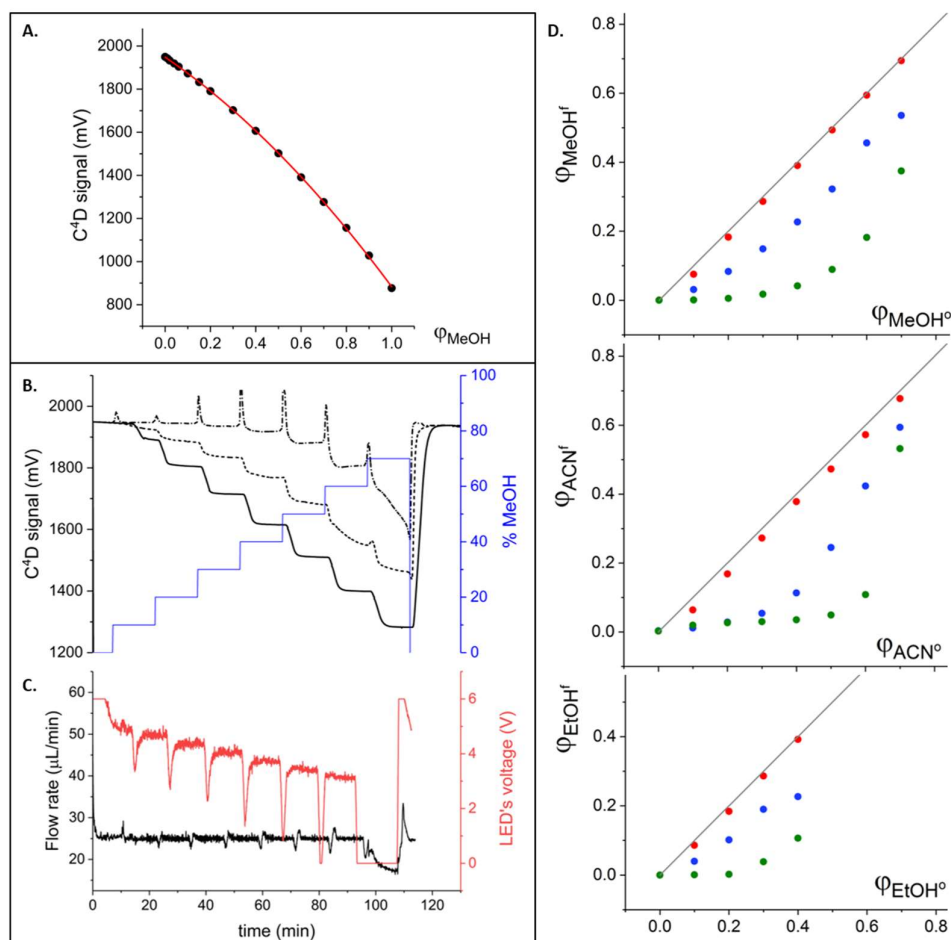 A.
2000
1800
1600
1400
1200
1000
800
C⁴D signal (mV)
0.0 0.2 0.4 0.6 0.8 1.0
φMeOH
B.
2000
1800
1600
1400
1200
C⁴D signal (mV)
100
90
80
70
60
50
40
30
20
10
0
% MeOH
C.
60
50
40
30
20
Flow rate (µL/min)
6
4
2
0
LED's voltage (V)
0 20 40 60 80 100 120
time (min)
D.
0.8
0.6
0.4
0.2
0.0
φMeOHᶠ
φMeOHº
0.8
0.6
0.4
0.2
0.0
φACNᶠ
φACNº
0.4
0.2
0.0
φEtOHᶠ
φEtOHº
0.0 0.2 0.4 0.6 0.8